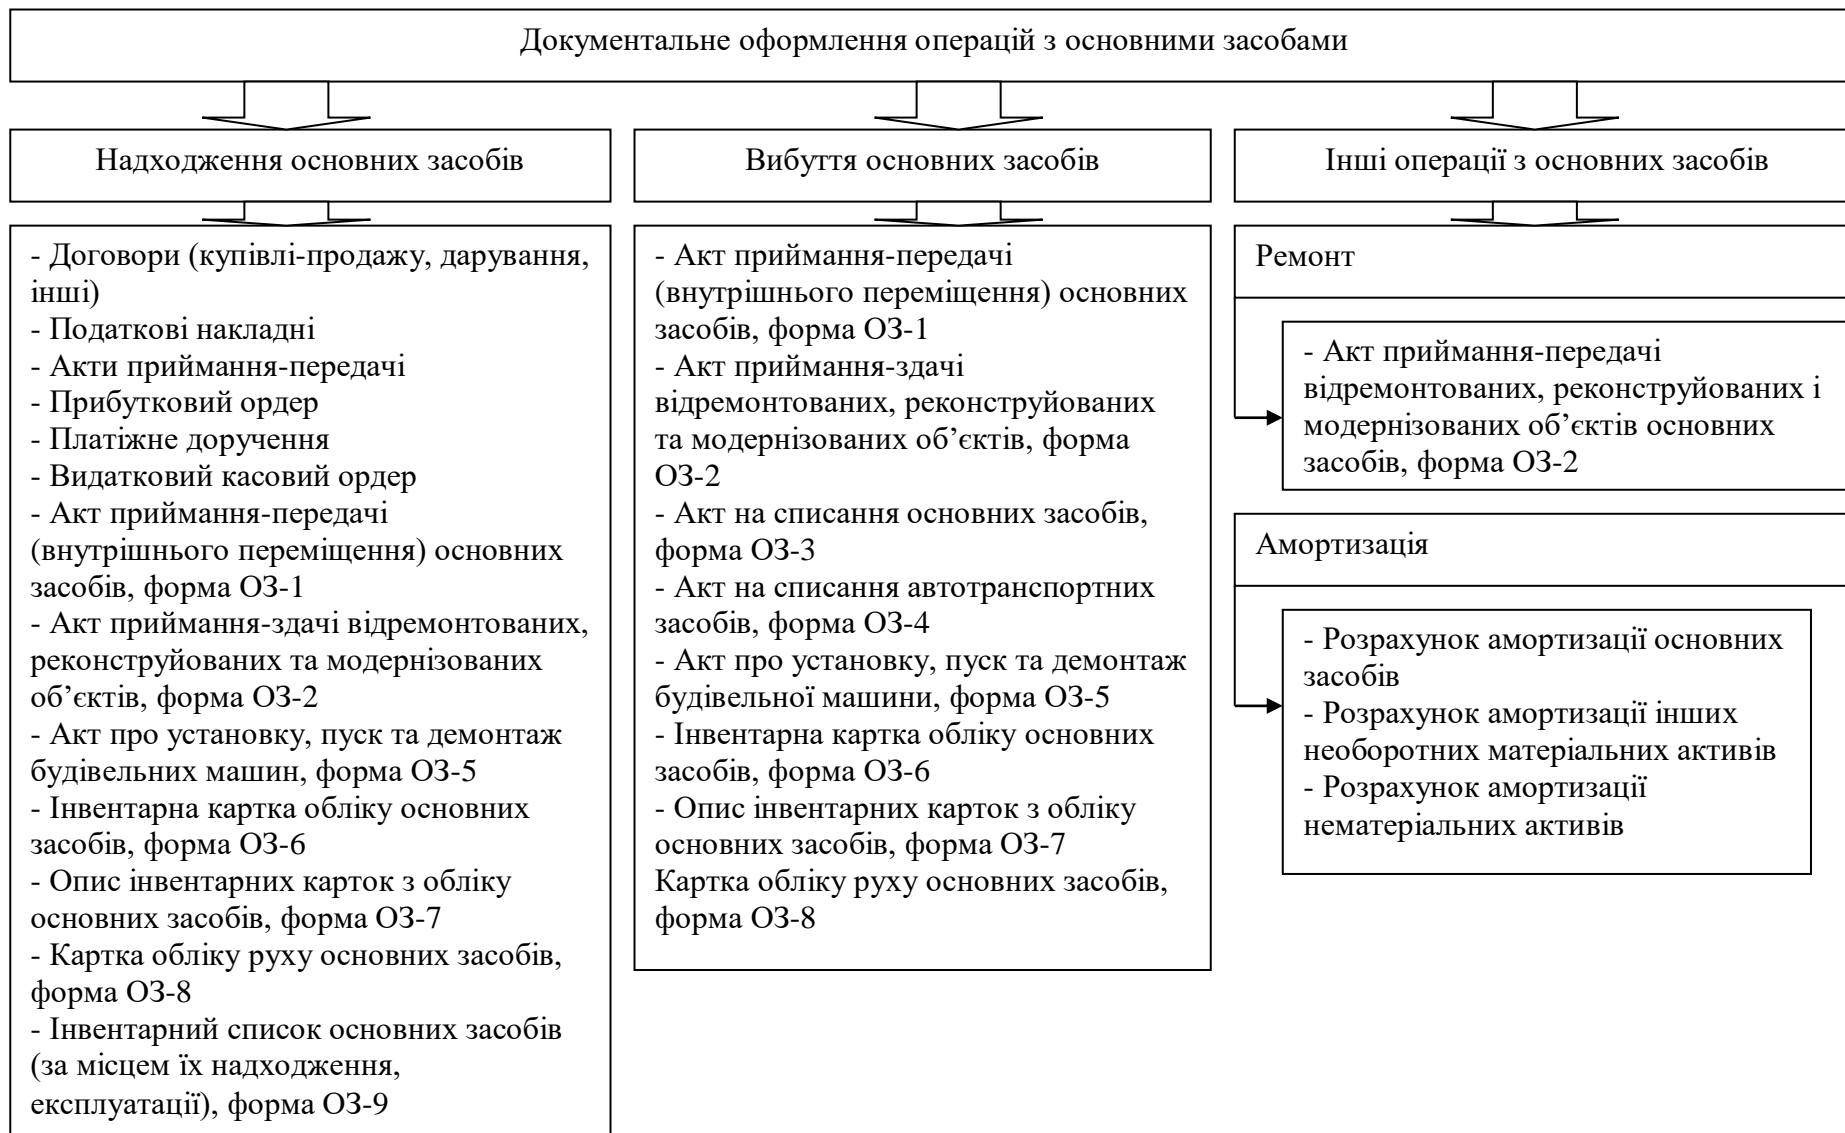 Документальне оформлення операцій з основними засобами
Надходження основних засобів
- Договори (купівлі-продажу, дарування,
інші)
- Податкові накладні
- Акти приймання-передачі
- Прибутковий ордер
- Платіжне доручення
- Видатковий касовий ордер
- Акт приймання-передачі
(внутрішнього переміщення) основних
засобів, форма ОЗ-1
- Акт приймання-здачі відремонтованих,
реконструйованих та модернізованих
об’єктів, форма ОЗ-2
- Акт про установку, пуск та демонтаж
будівельних машин, форма ОЗ-5
- Інвентарна картка обліку основних
засобів, форма ОЗ-6
- Опис інвентарних карток з обліку
основних засобів, форма ОЗ-7
- Картка обліку руху основних засобів,
форма ОЗ-8
- Інвентарний список основних засобів
(за місцем їх надходження,
експлуатації), форма ОЗ-9
Вибуття основних засобів
- Акт приймання-передачі
(внутрішнього переміщення) основних
засобів, форма ОЗ-1
- Акт приймання-здачі
відремонтованих, реконструйованих
та модернізованих об’єктів, форма
ОЗ-2
- Акт на списання основних засобів,
форма ОЗ-3
- Акт на списання автотранспортних
засобів, форма ОЗ-4
- Акт про установку, пуск та демонтаж
будівельної машини, форма ОЗ-5
- Інвентарна картка обліку основних
засобів, форма ОЗ-6
- Опис інвентарних карток з обліку
основних засобів, форма ОЗ-7
Картка обліку руху основних засобів,
форма ОЗ-8
Інші операції з основних засобів
Ремонт
- Акт приймання-передачі
відремонтованих, реконструйованих і
модернізованих об’єктів основних
засобів, форма ОЗ-2
Амортизація
- Розрахунок амортизації основних
засобів
- Розрахунок амортизації інших
необоротних матеріальних активів
- Розрахунок амортизації
нематеріальних активів